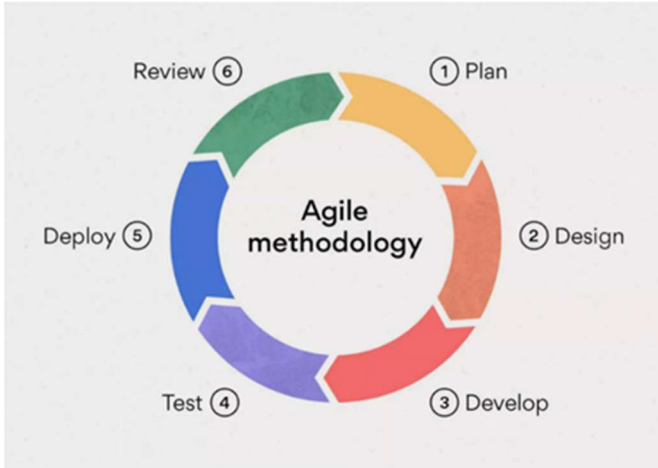 Agile
methodology
1 Plan
2 Design
3 Develop
Test 4
Deploy 5
Review 6